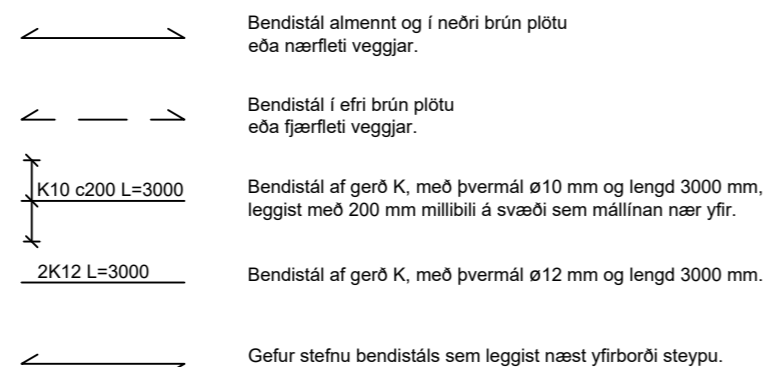 Bendistál almennt og í neðri brún plötu
eða nærfleti veggjar.
Bendistál í efri brún plötu
eða fjærfleti veggjar.
K10 c200 L=3000
Bendistál af gerð K, með þvermál ø10 mm og lengd 3000 mm,
leggist með 200 mm millibili á svæði sem mállínan nær yfir.
2K12 L=3000
Bendistál af gerð K, með þvermál ø12 mm og lengd 3000 mm.
Gefur stefnu bendistáls sem leggist næst yfirborði steypu.